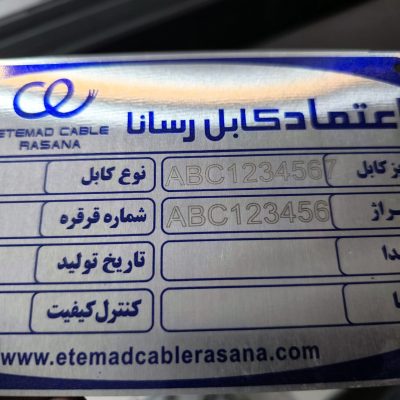 ETEMAD CABLE
RASANA
اعتماد کابل رسانا
ABC1234567 نوع کابل
ABC123456 شماره قرقره
تاریخ تولید
کنترل کیفیت
www.etemadcablerasana.com